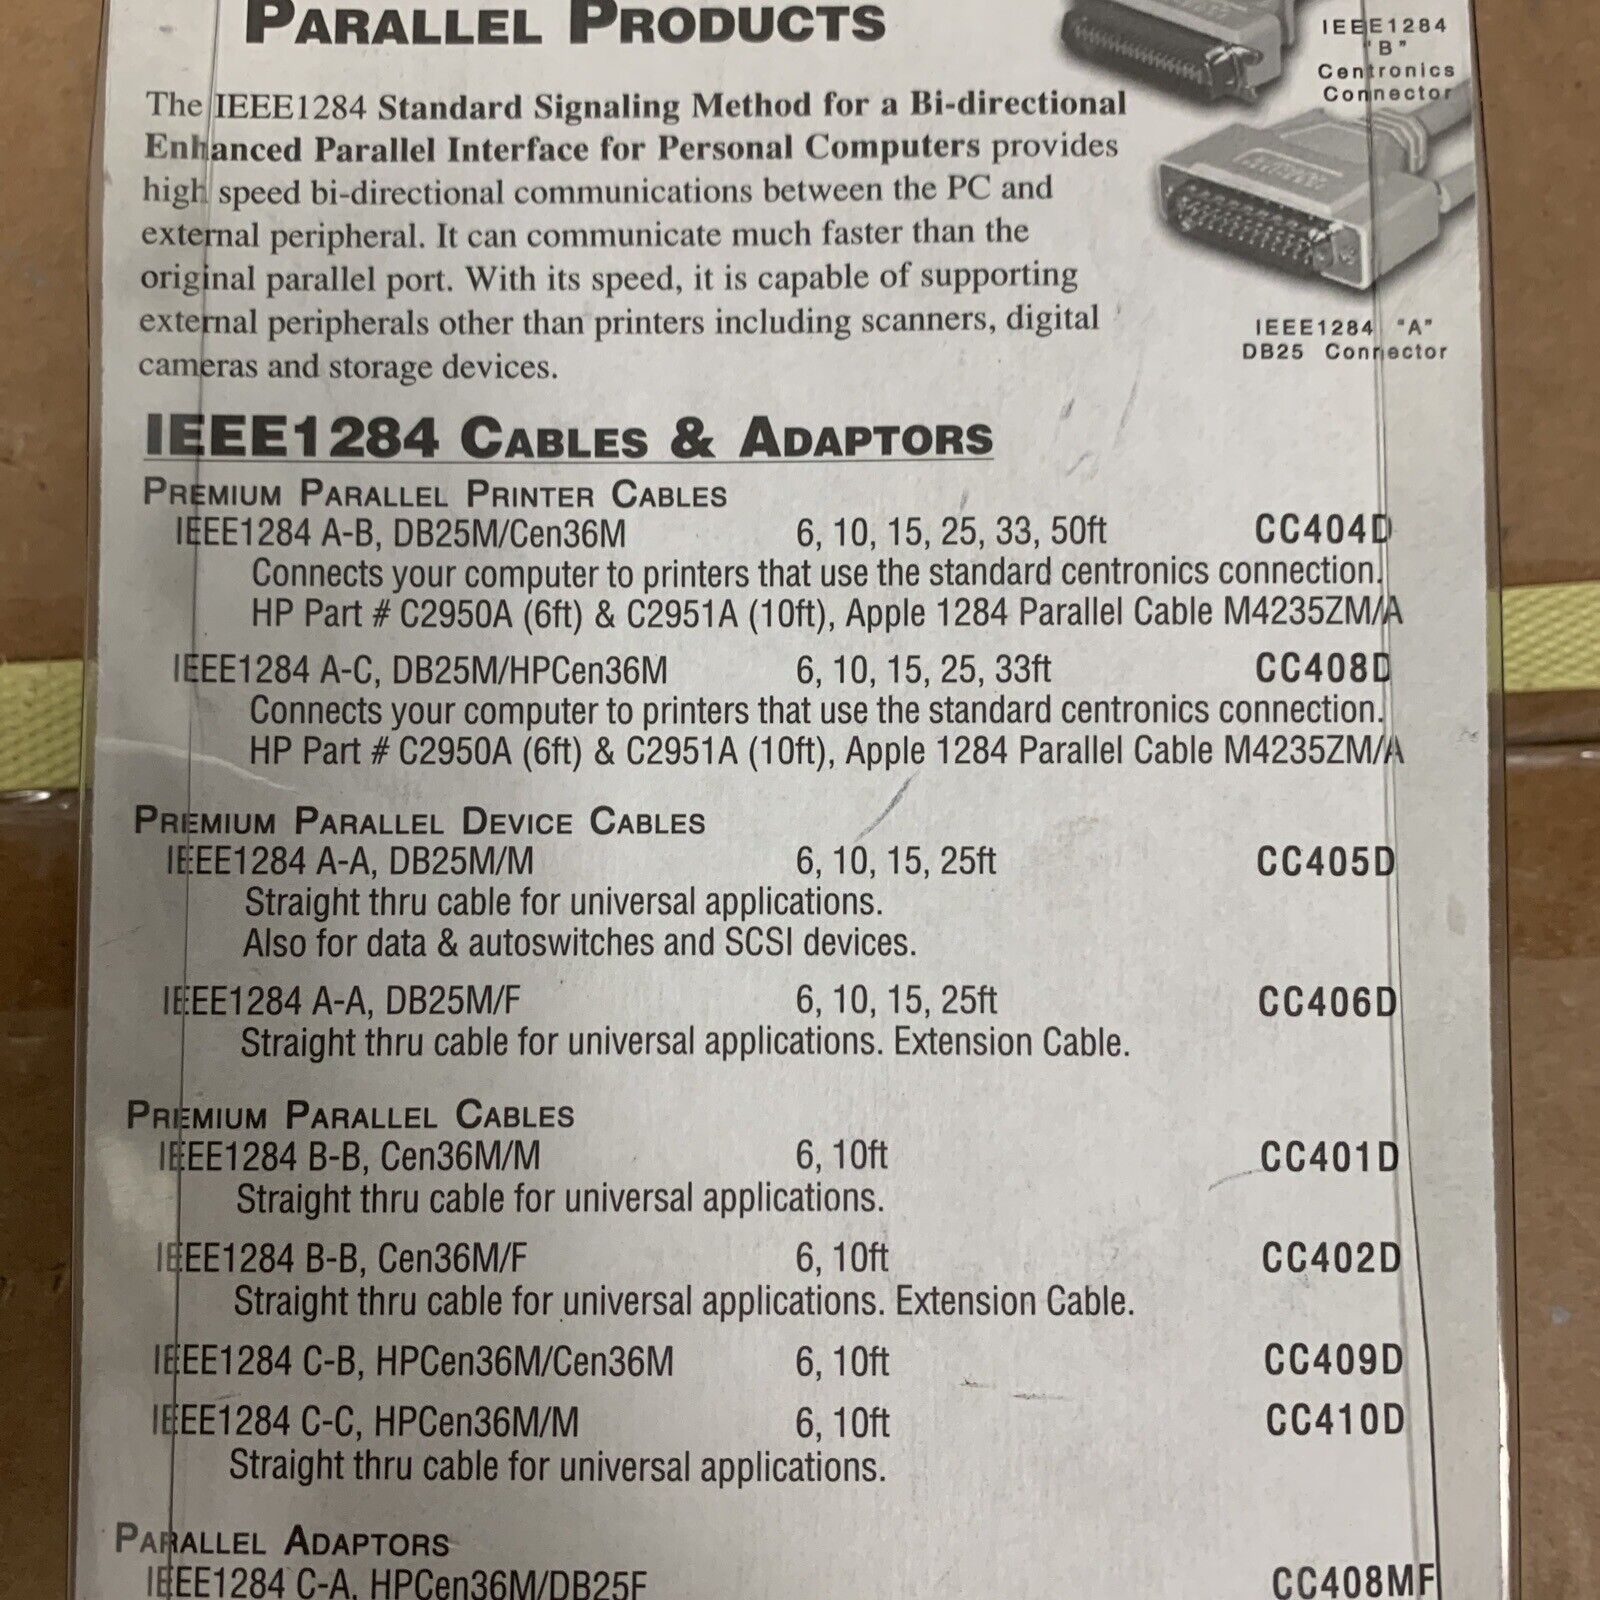 PARALLEL PRODUCTS
IEEE1284
"B"
Centronics
Connector
The IEEE1284 Standard Signaling Method for a Bi-directional
Enhanced Parallel Interface for Personal Computers provides
high speed bi-directional communications between the PC and
external peripheral. It can communicate much faster than the
original parallel port. With its speed, it is capable of supporting
external peripherals other than printers including scanners, digital
cameras and storage devices.
IEEE1284 "A"
DB25 Connector
IEEE1284 CABLES & ADAPTORS
PREMIUM PARALLEL PRINTER CABLES
IEEE1284 A-B, DB25M/Cen36M 6, 10, 15, 25, 33, 50ft CC404D
Connects your computer to printers that use the standard centronics connection.
HP Part # C2950A (6ft) & C2951A (10ft), Apple 1284 Parallel Cable M4235ZM/A
IEEE1284 A-C, DB25M/HPCen36M 6, 10, 15, 25, 33ft CC408D
Connects your computer to printers that use the standard centronics connection.
HP Part # C2950A (6ft) & C2951A (10ft), Apple 1284 Parallel Cable M4235ZM/A
PREMIUM PARALLEL DEVICE CABLES
IEEE1284 A-A, DB25M/M 6, 10, 15, 25ft CC405D
Straight thru cable for universal applications.
Also for data & autoswitches and SCSI devices.
IEEE1284 A-A, DB25M/F 6, 10, 15, 25ft CC406D
Straight thru cable for universal applications. Extension Cable.
PREMIUM PARALLEL CABLES
IEEE1284 B-B, Cen36M/M 6, 10ft CC401D
Straight thru cable for universal applications.
IEEE1284 B-B, Cen36M/F 6, 10ft CC402D
Straight thru cable for universal applications. Extension Cable.
IEEE1284 C-B, HPCen36M/Cen36M 6, 10ft CC409D
IEEE1284 C-C, HPCen36M/M 6, 10ft CC410D
Straight thru cable for universal applications.
PARALLEL ADAPTORS
IEEE1284 C-A, HPCen36M/DB25F CC408MF